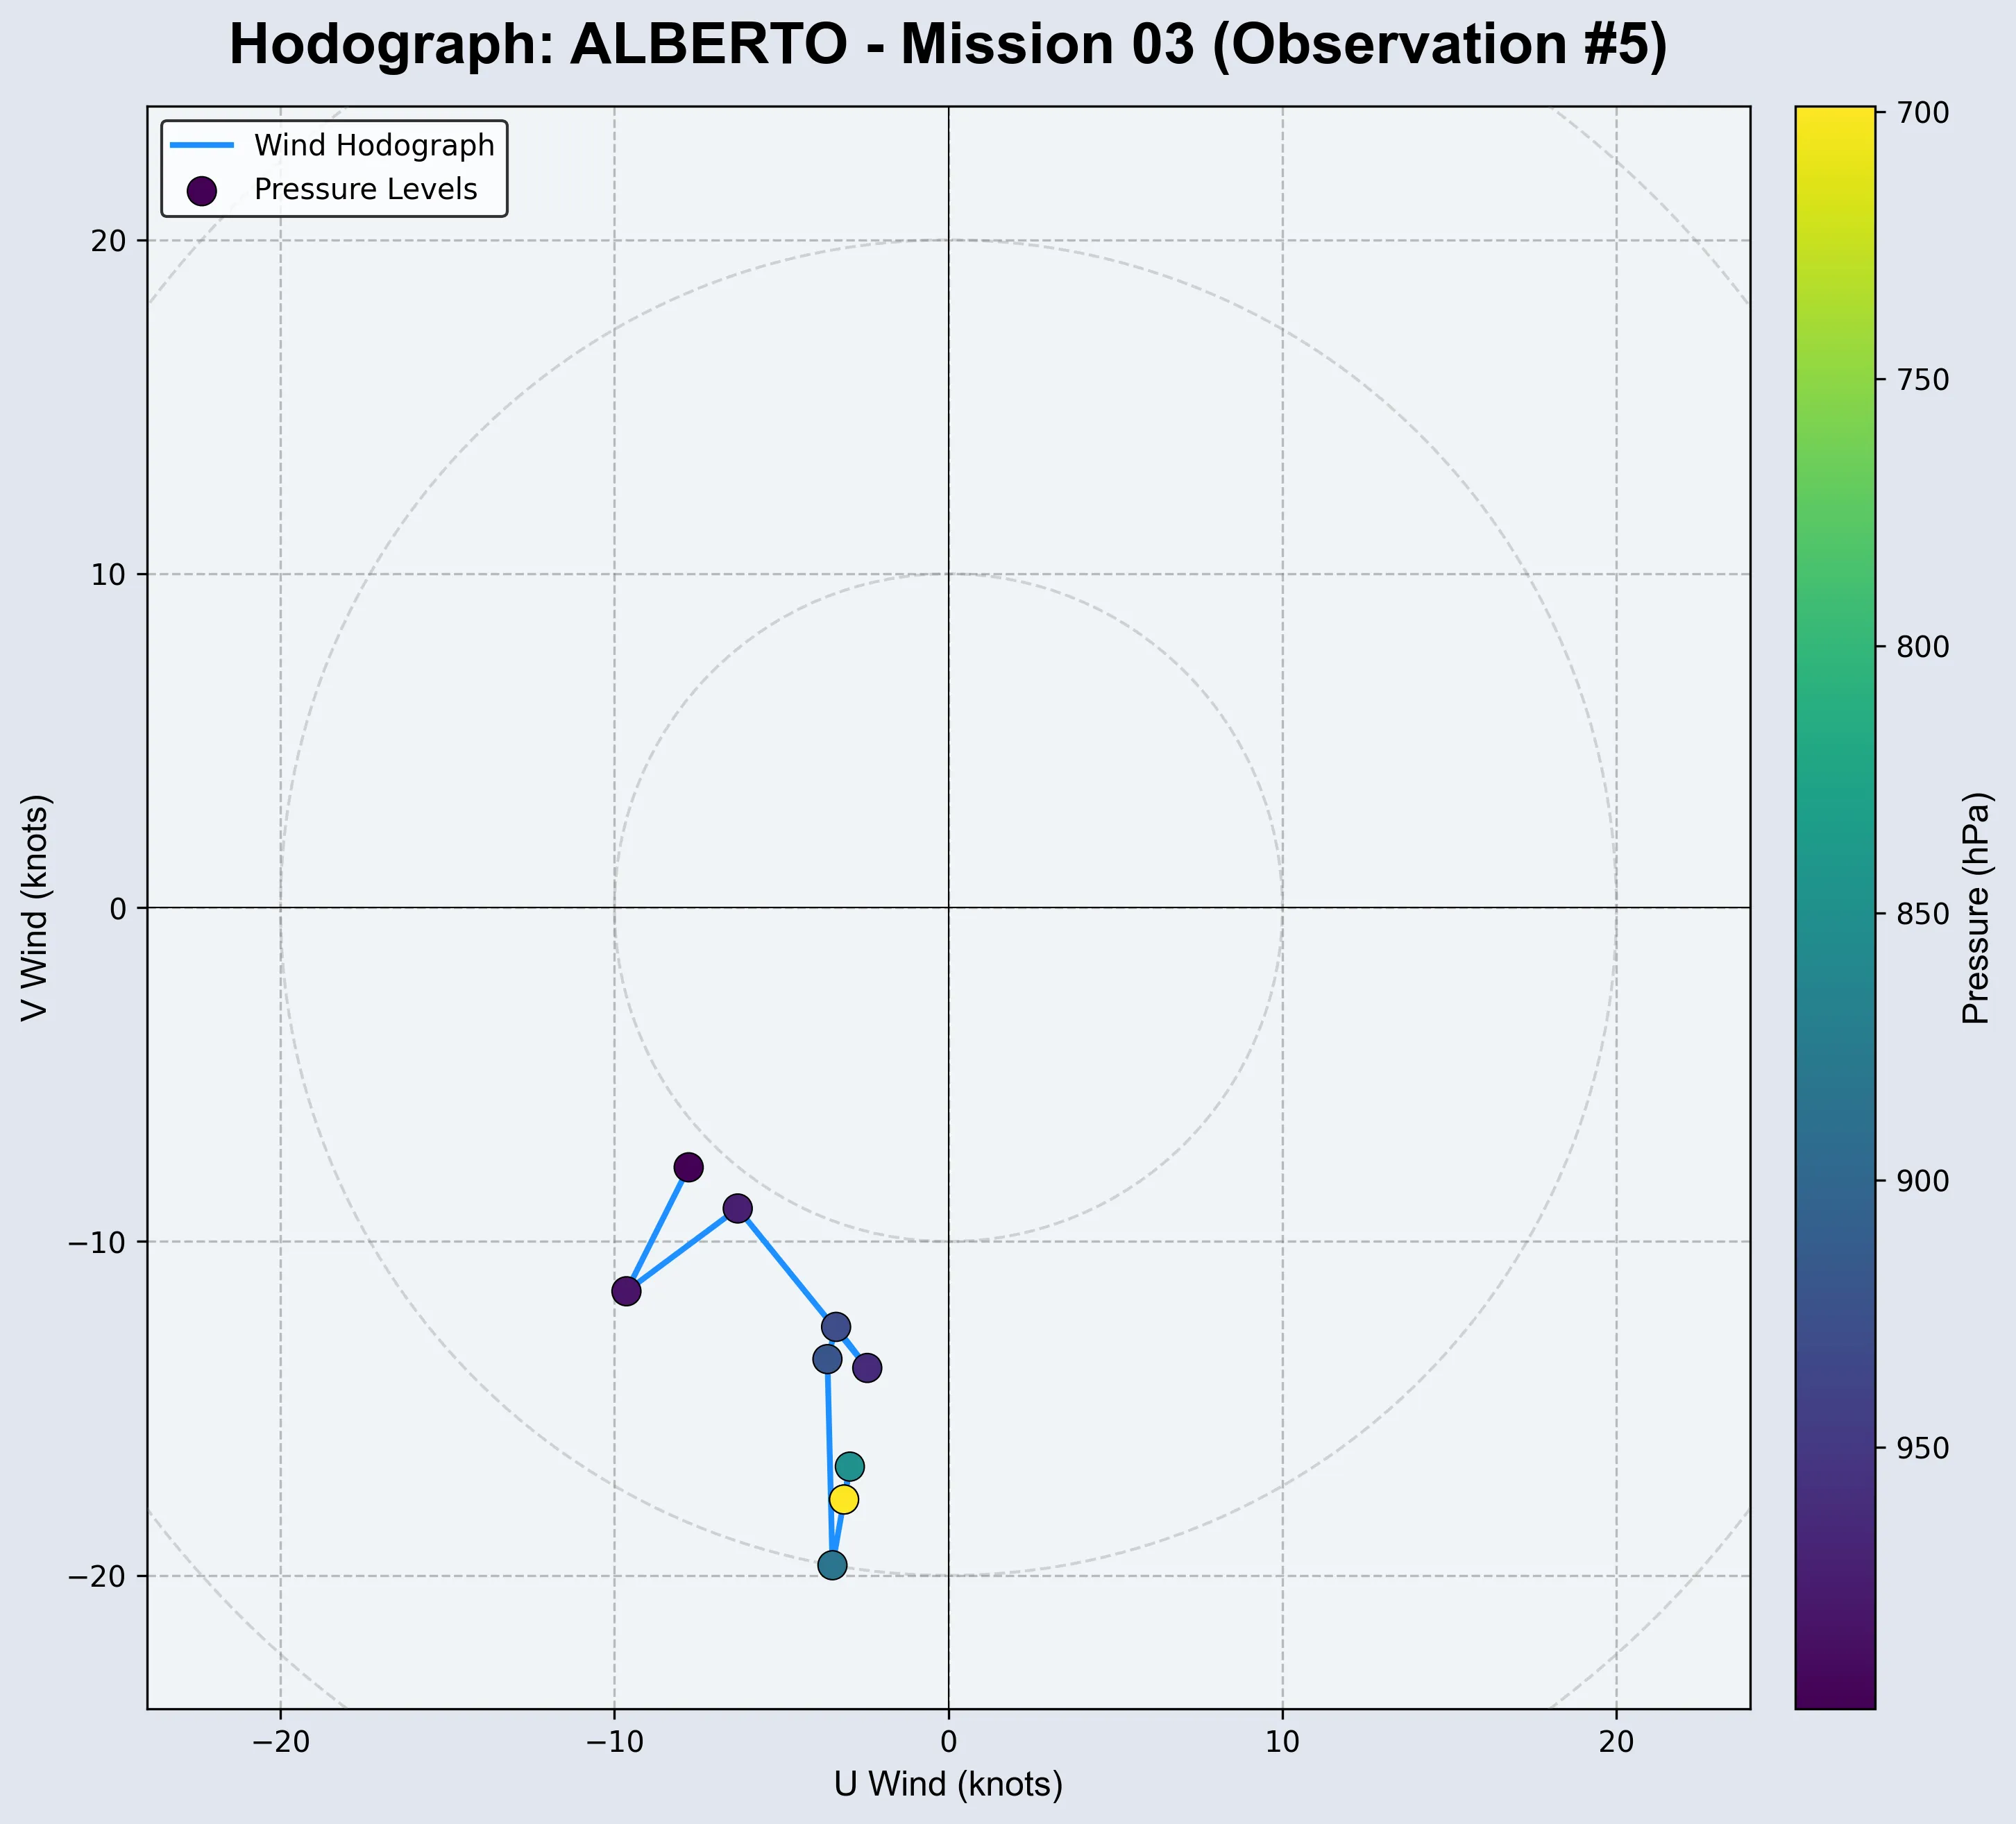 Hodograph: ALBERTO - Mission 03 (Observation #5)
Wind Hodograph
Pressure Levels
20
10
0
−10
−20
V Wind (knots)
−20
−10
0
10
20
U Wind (knots)
700
750
800
850
900
950
Pressure (hPa)